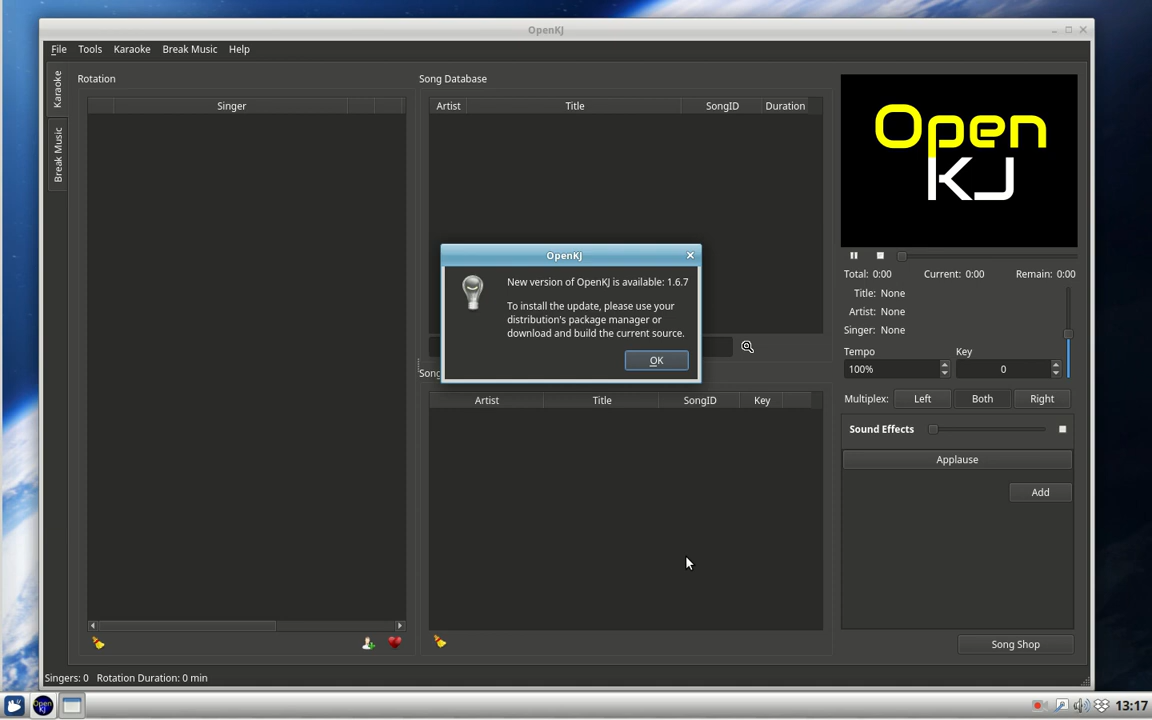 OpenKJ
File Tools Karaoke Break Music Help
Karaoke
Break Music
Rotation
Singer
Song Database
Artist Title SongID Duration
Open
KJ
Total: 0:00 Current: 0:00 Remain: 0:00
Title: None
Artist: None
Singer: None
Tempo Key
100% 0
Multiplex: Left Both Right
Sound Effects
Applause
Add
Song Shop
OpenKJ
New version of OpenKJ is available: 1.6.7
To install the update, please use your
distribution's package manager or
download and build the current source.
OK
Song
Artist Title SongID Key
Singers: 0 Rotation Duration: 0 min
Open
KJ
13:17